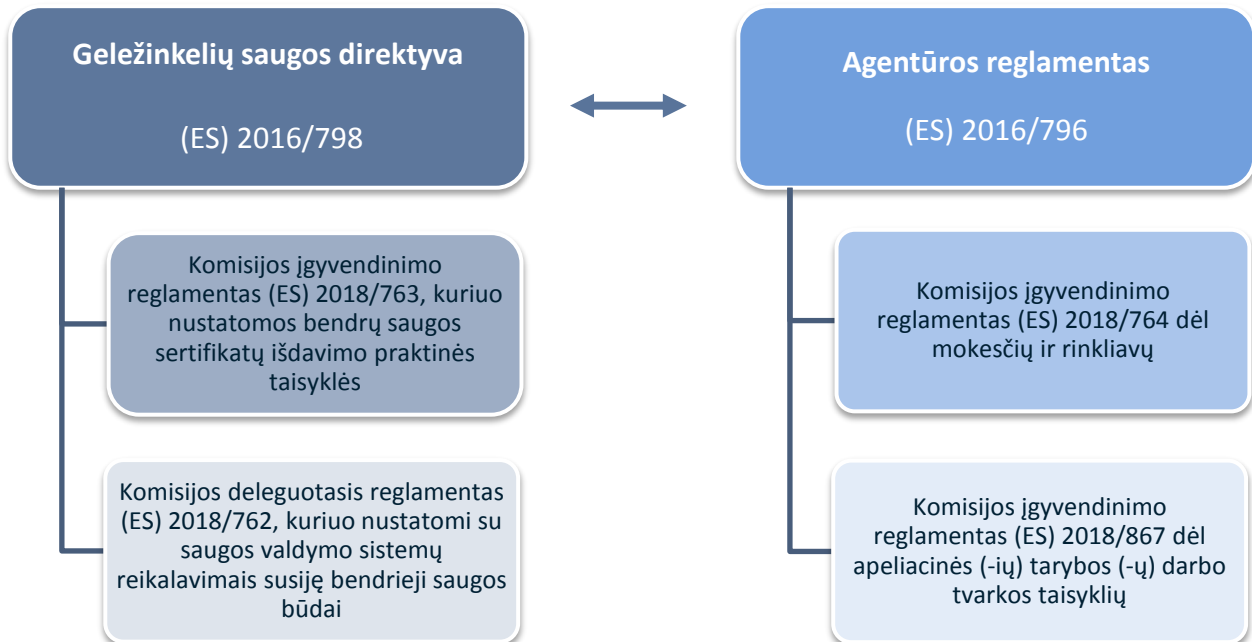 Geležinkelių saugos direktyva
(ES) 2016/798
Komisijos įgyvendinimo
reglamentas (ES) 2018/763, kuriuo
nustatomos bendrų saugos
sertifikatų išdavimo praktinės
taisyklės
Komisijos deleguotasis reglamentas
(ES) 2018/762, kuriuo nustatomi su
saugos valdymo sistemų
reikalavimais susiję bendrieji saugos
būdai
Agentūros reglamentas
(ES) 2016/796
Komisijos įgyvendinimo
reglamentas (ES) 2018/764 dėl
mokesčių ir rinkliavų
Komisijos įgyvendinimo
reglamentas (ES) 2018/867 dėl
apeliacinės (-ių) tarybos (-ų) darbo
tvarkos taisyklių